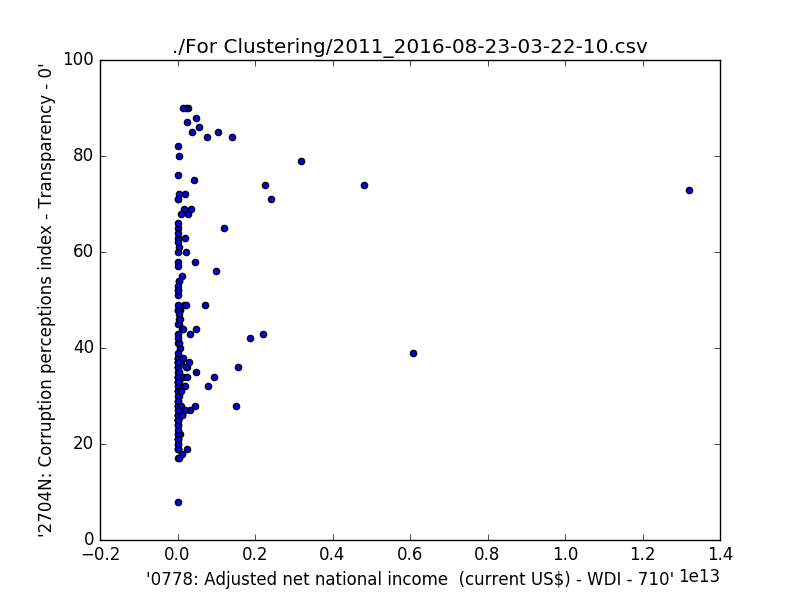 ./For Clustering/2011_2016-08-23-03-22-10.csv
'2704N: Corruption perceptions index - Transparency - 0'
100
80
60
40
20
0
−0.2 0.0 0.2 0.4 0.6 0.8 1.0 1.2 1.4
1e13
'0778: Adjusted net national income  (current US$) - WDI - 710'